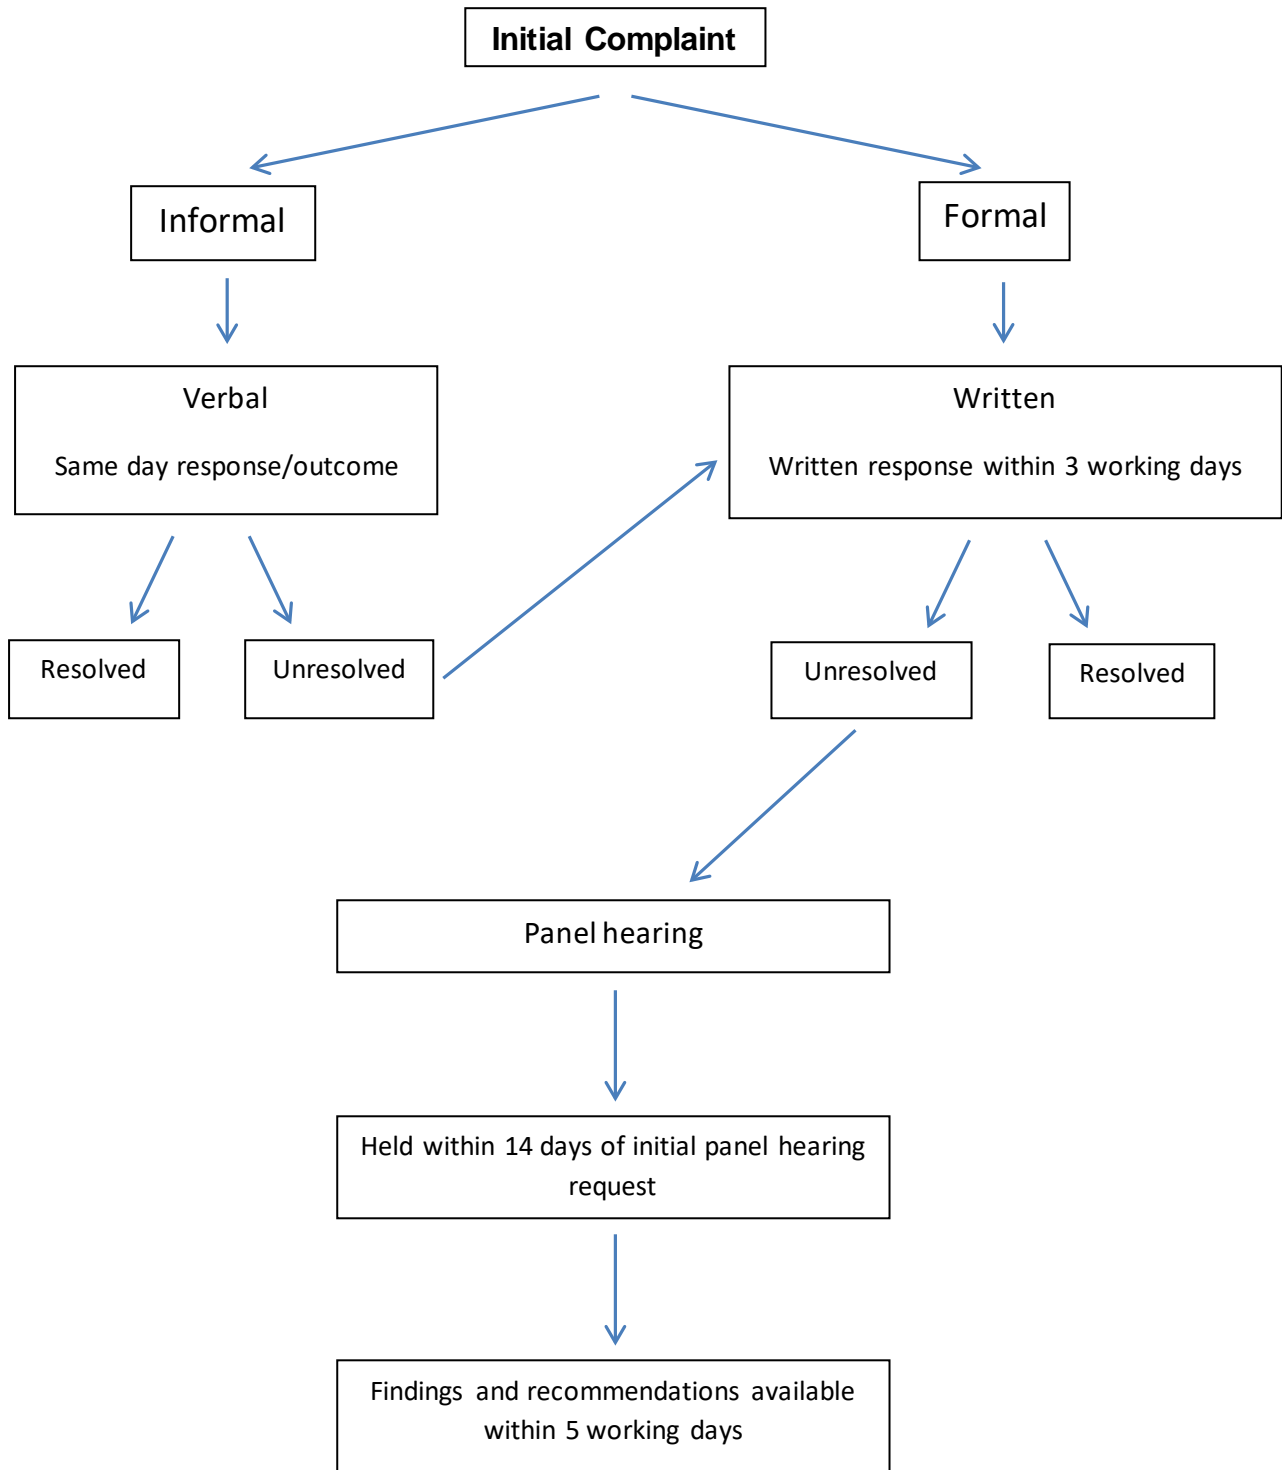 Initial Complaint
Informal
Formal
Verbal
Same day response/outcome
Written
Written response within 3 working days
Resolved
Unresolved
Unresolved
Resolved
Panel hearing
Held within 14 days of initial panel hearing
request
Findings and recommendations available
within 5 working days